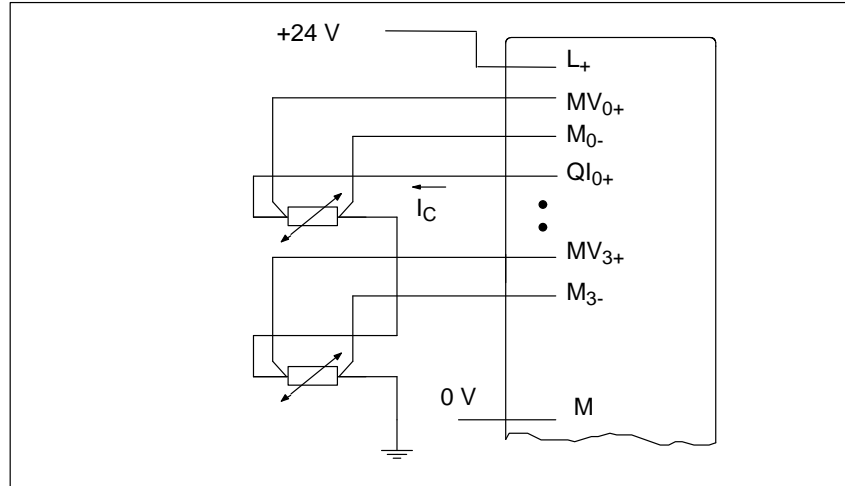 +24 V
L+
MV0+
M0-
QI0+
IC
MV3+
M3-
0 V
M